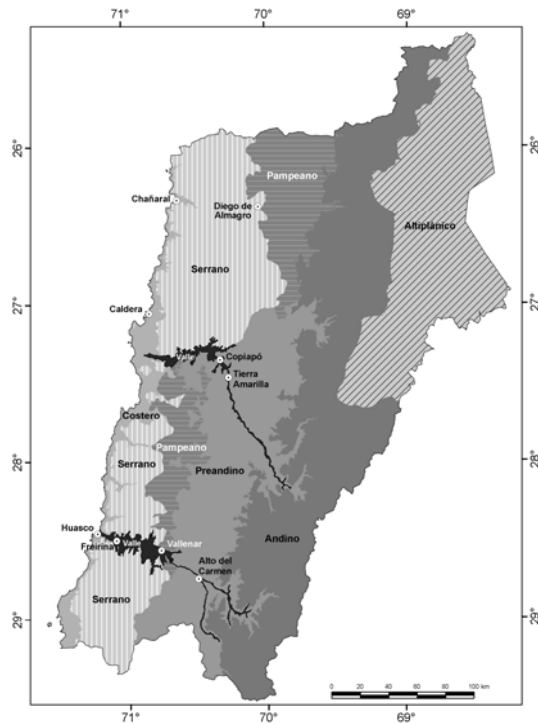 71°
70°
69°
26°
26°
Pampeano
Chañaral
Diego de
Almagro
Altiplánico
Serrano
27°
27°
Caldera
Copiapó
Tierra
Amarilla
Costero
Pampeano
28°
28°
Serrano
Preandino
Huasco
Freirina
Valle
Vallenar
Andino
Alto del
Carmen
Serrano
29°
29°
0 20 40 60 80 100 km
71°
70°
69°